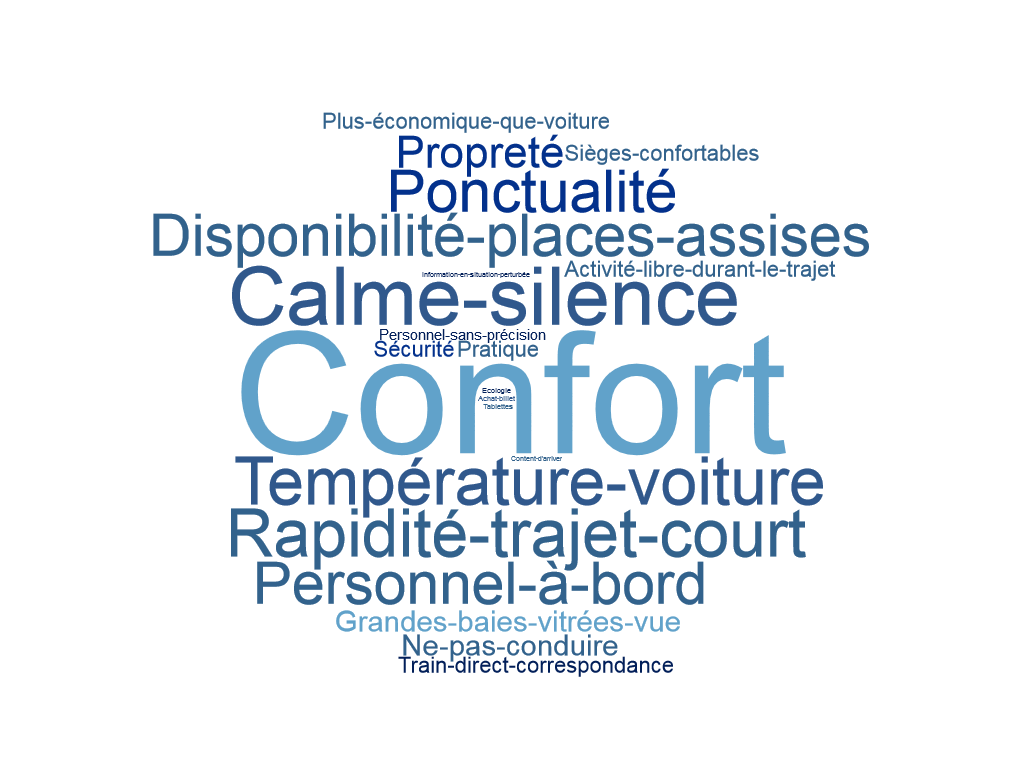 Plus-économique-que-voiture
Propreté
Sièges-confortables
Ponctualité
Disponibilité-places-assises
Activité-libre-durant-le-trajet
Information-en-situation-perturbée
Calme-silence
Personnel-sans-précision
Sécurité
Pratique
Confort
Ecologie
Achat-billet
Tablettes
Content-d'arriver
Température-voiture
Rapidité-trajet-court
Personnel-à-bord
Grandes-baies-vitrées-vue
Ne-pas-conduire
Train-direct-correspondance